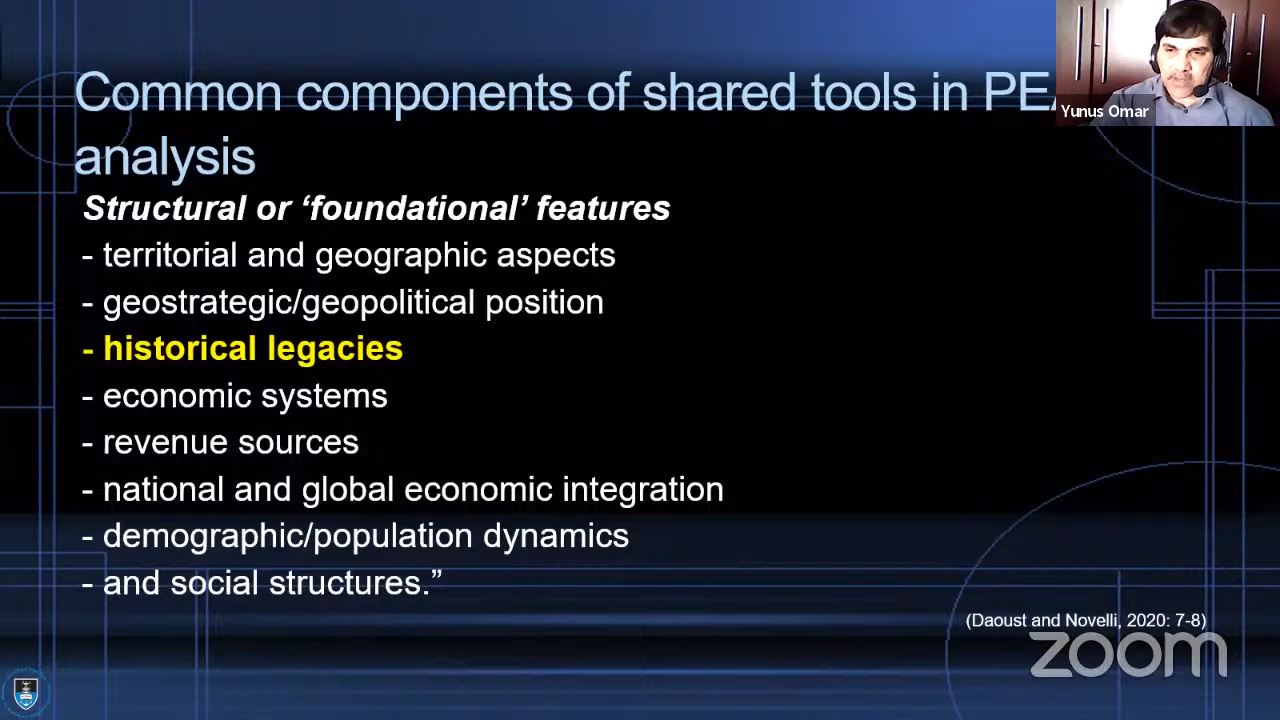 Common components of shared tools in PEA
analysis
Yunus Omar
Structural or ‘foundational’ features
- territorial and geographic aspects
- geostrategic/geopolitical position
- historical legacies
- economic systems
- revenue sources
- national and global economic integration
- demographic/population dynamics
- and social structures.”
(Daoust and Novelli, 2020: 7-8)
zoom